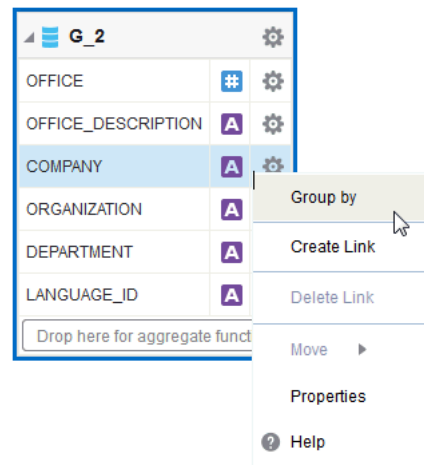 G_2
OFFICE #
OFFICE_DESCRIPTION A
COMPANY A
ORGANIZATION A
DEPARTMENT A
LANGUAGE_ID A
Drop here for aggregate funct
Group by
Create Link
Delete Link
Move
Properties
? Help